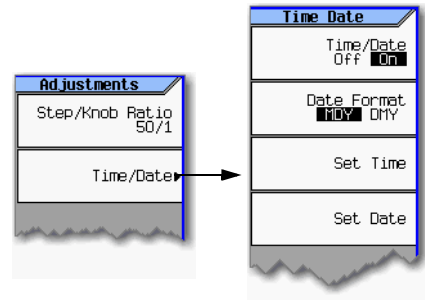 Adjustments
Step/Knob Ratio
50/1
Time/Date
Time Date
Time/Date
Off On
Date Format
MDY DMY
Set Time
Set Date